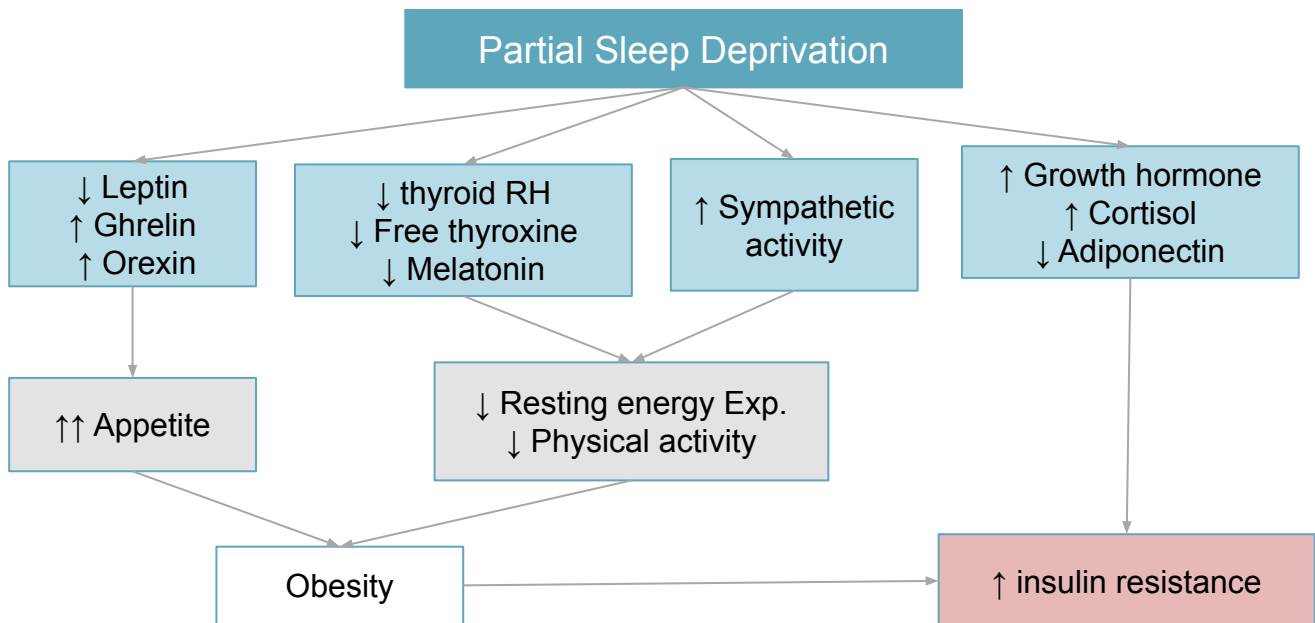 Partial Sleep Deprivation
↓ Leptin
↑ Ghrelin
↑ Orexin
↓ thyroid RH
↓ Free thyroxine
↓ Melatonin
↑ Sympathetic
activity
↑ Growth hormone
↑ Cortisol
↓ Adiponectin
↑↑ Appetite
↓ Resting energy Exp.
↓ Physical activity
Obesity
↑ insulin resistance